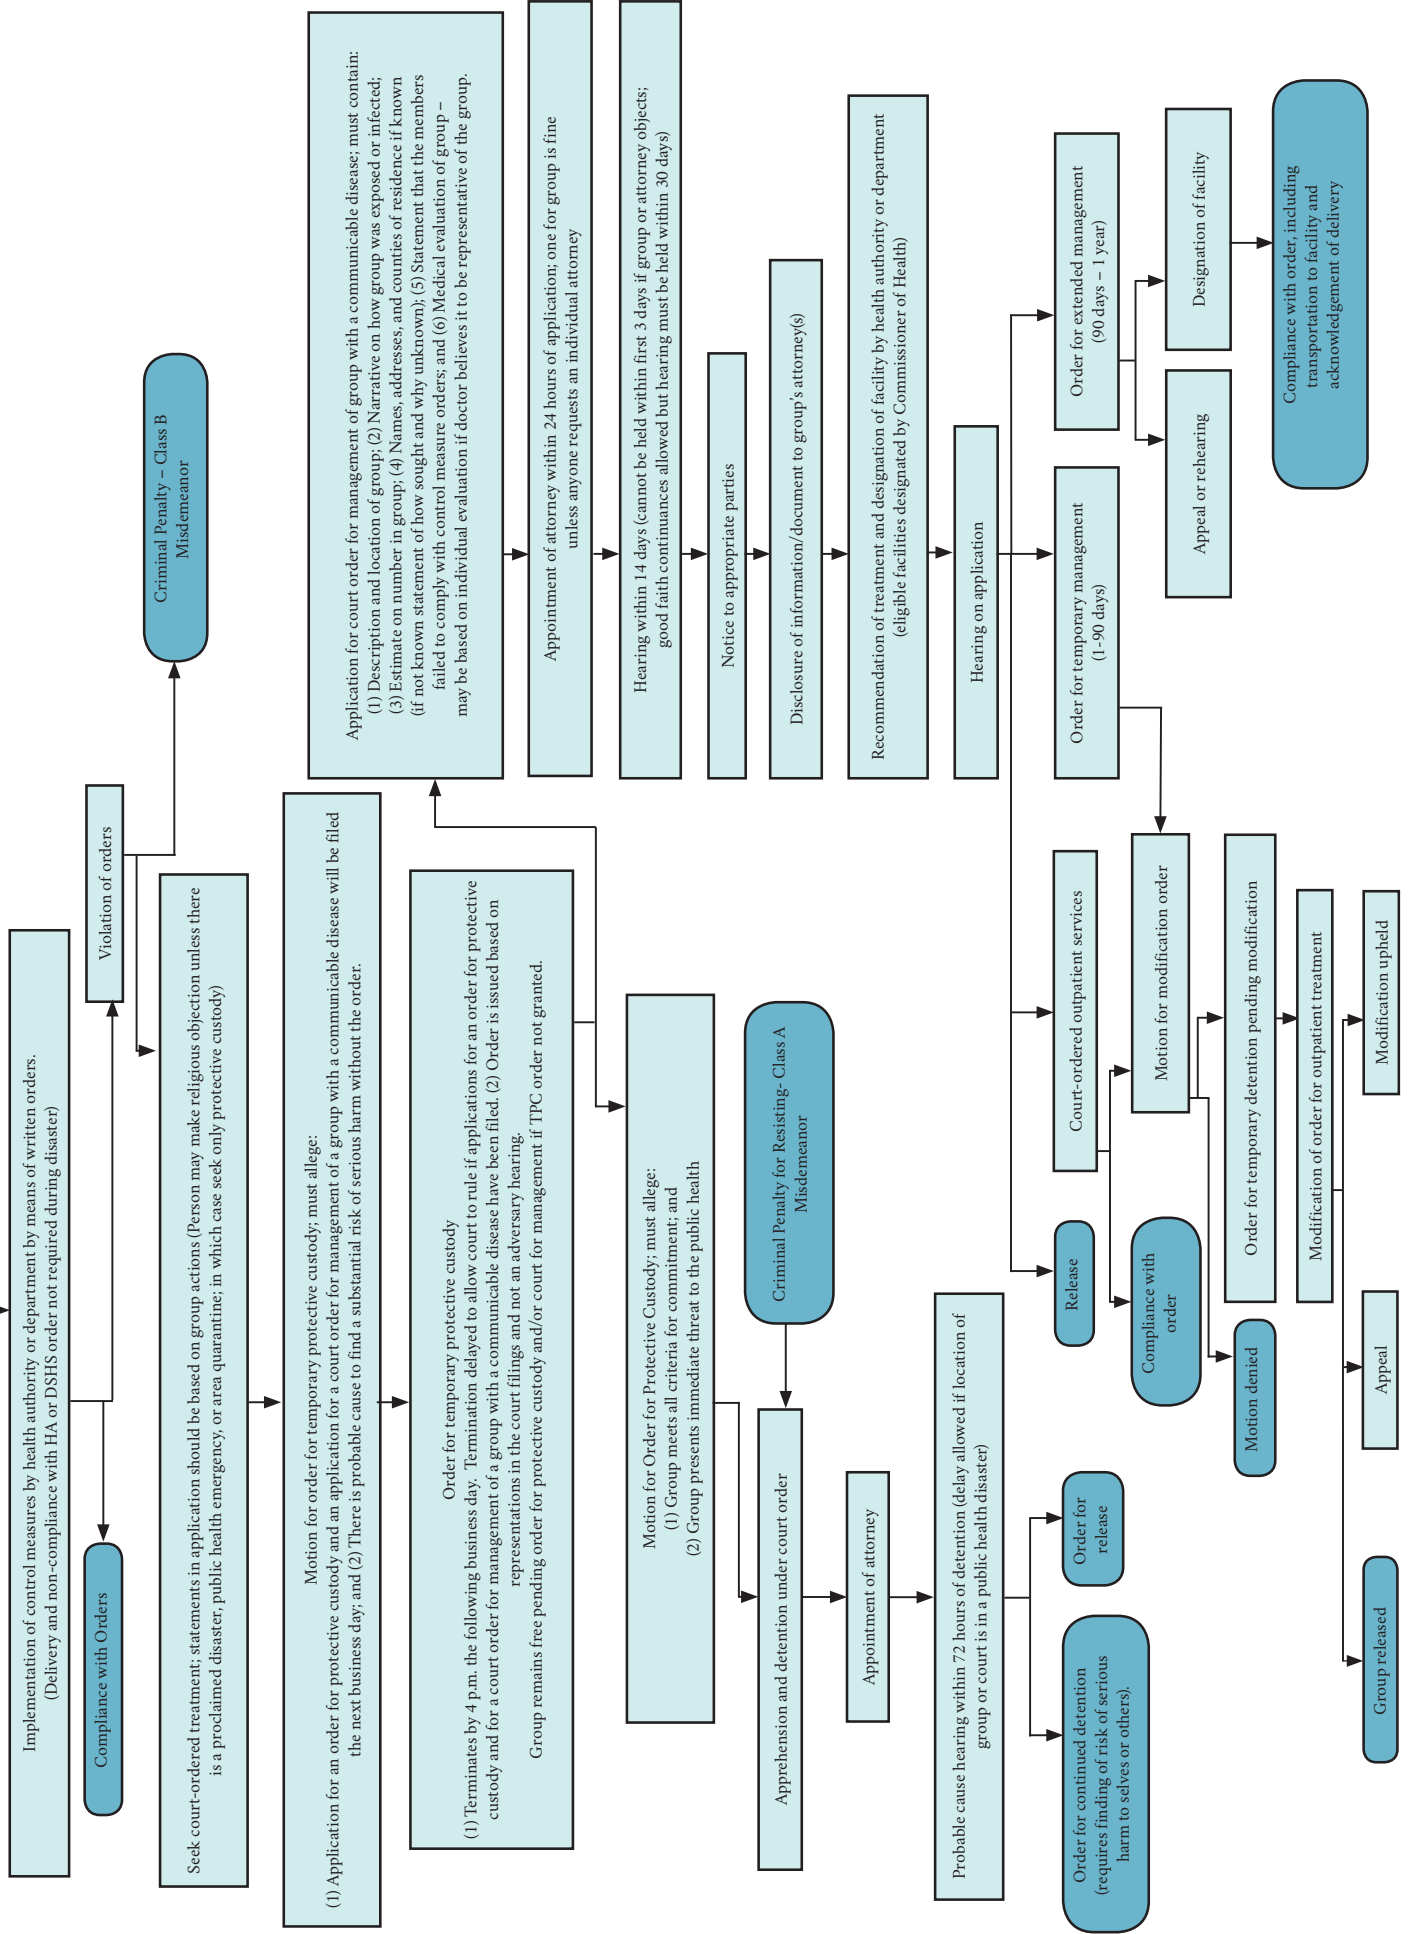 Implementation of control measures by health authority or department by means of written orders.
(Delivery and non-compliance with HA or DSHS order not required during disaster)
Compliance with Orders
Violation of orders
Criminal Penalty – Class B
Misdemeanor
Seek court-ordered treatment; statements in application should be based on group actions (Person may make religious objection unless there
is a proclaimed disaster, public health emergency, or area quarantine; in which case seek only protective custody)
Motion for order for temporary protective custody; must allege:
(1) Application for an order for protective custody and an application for a court order for management of a group with a communicable disease will be filed
the next business day; and (2) There is probable cause to find a substantial risk of serious harm without the order.
Order for temporary protective custody
(1) Terminates by 4 p.m. the following business day. Termination delayed to allow court to rule if applications for an order for protective
custody and for a court order for management of a group with a communicable disease have been filed. (2) Order is issued based on
representations in the court filings and not an adversary hearing.
Group remains free pending order for protective custody and/or court for management if TPC order not granted.
Motion for Order for Protective Custody; must allege:
(1) Group meets all criteria for commitment; and
(2) Group presents immediate threat to the public health
Criminal Penalty for Resisting- Class A
Misdemeanor
Apprehension and detention under court order
Appointment of attorney
Probable cause hearing within 72 hours of detention (delay allowed if location of
group or court is in a public health disaster)
Order for continued detention
(requires finding of risk of serious
harm to selves or others).
Order for
release
Application for court order for management of group with a communicable disease; must contain:
(1) Description and location of group; (2) Narrative on how group was exposed or infected;
(3) Estimate on number in group; (4) Names, addresses, and counties of residence if known
(if not known statement of how sought and why unknown); (5) Statement that the members
failed to comply with control measure orders; and (6) Medical evaluation of group –
may be based on individual evaluation if doctor believes it to be representative of the group.
Appointment of attorney within 24 hours of application; one for group is fine
unless anyone requests an individual attorney
Hearing within 14 days (cannot be held within first 3 days if group or attorney objects;
good faith continuances allowed but hearing must be held within 30 days)
Notice to appropriate parties
Disclosure of information/document to group's attorney(s)
Recommendation of treatment and designation of facility by health authority or department
(eligible facilities designated by Commissioner of Health)
Hearing on application
Release
Court-ordered outpatient services
Order for temporary management
(1-90 days)
Order for extended management
(90 days – 1 year)
Compliance with
order
Motion for modification order
Appeal or rehearing
Designation of facility
Motion denied
Order for temporary detention pending modification
Compliance with order, including
transportation to facility and
acknowledgement of delivery
Modification of order for outpatient treatment
Group released
Appeal
Modification upheld